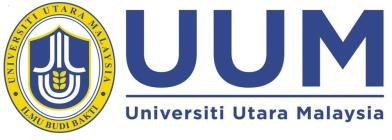 UNIVERSITI UTARA MALAYSIA
ILMU BUDI BAKTI
UUM
Universiti Utara Malaysia